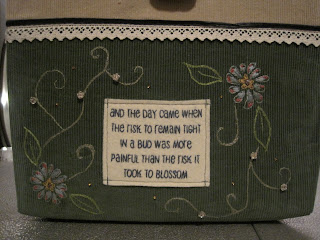 AND THE DAY CAME WHEN
THE RISK TO REMAIN TIGHT
IN A BUD WAS MORE
PAINFUL THAN THE RISK IT
TOOK TO BLOSSOM